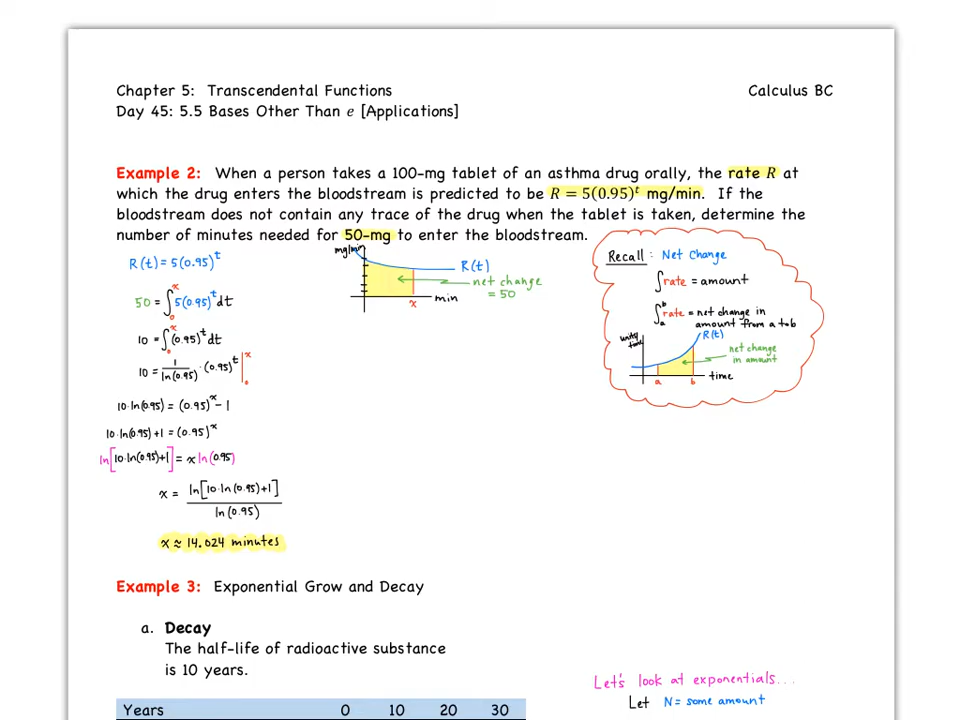 Chapter 5: Transcendental Functions Calculus BC
Day 45: 5.5 Bases Other Than e [Applications]
Example 2: When a person takes a 100-mg tablet of an asthma drug orally, the rate R at
which the drug enters the bloodstream is predicted to be R = 5(0.95)^t mg/min. If the
bloodstream does not contain any trace of the drug when the tablet is taken, determine the
number of minutes needed for 50-mg to enter the bloodstream.
R(t) = 5(0.95)^t
50 = ∫_0^x 5(0.95)^t dt
10 = ∫_0^x (0.95)^t dt
10 = 1/ln(0.95) · (0.95)^t |_0^x
10·ln(0.95) = (0.95)^x - 1
10·ln(0.95) + 1 = (0.95)^x
ln[10·ln(0.95)+1] = x ln(0.95)
x = ln[10·ln(0.95)+1] / ln(0.95)
x ≈ 14.024 minutes
mg/min
R(t)
net change
= 50
min
x
Recall: Net Change
∫rate = amount
∫_a^b rate = net change in
amount from a to b
R(t)
net change
in amount
time
a b
Example 3: Exponential Grow and Decay
a. Decay
The half-life of radioactive substance
is 10 years.
Let's look at exponentials...
Let N = some amount
Years 0 10 20 30